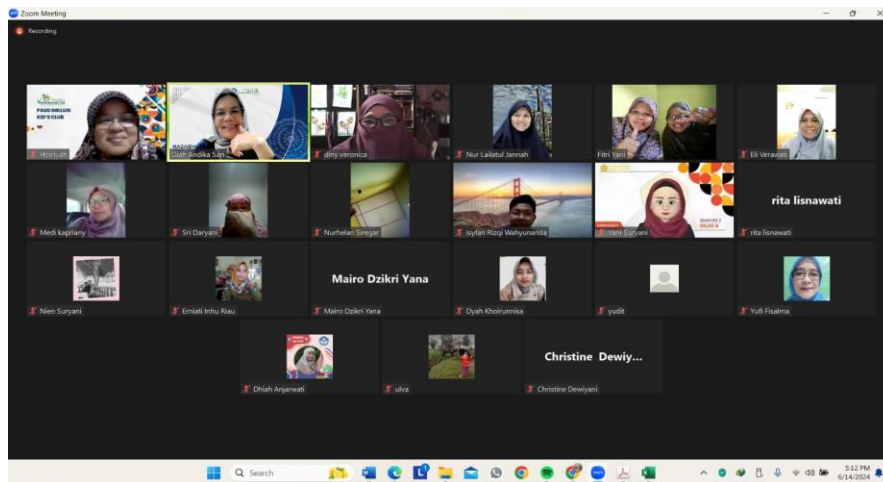 Zoom Meeting
Recording
PAUD INKLUSI
KID'S CLUB
Hoiriyah
Diah Andika Sari
diny veronica
Nur Lailatul Jannah
Fitri Yani
Eli Verawati
Medi kapriany
Sri Daryani
Nurhelan Siregar
Isyfan Rizqi Wahyunanda
SEMESTER 2
KELAS B
Yani Suryani
rita lisnawati
rita lisnawati
Nien Suryani
Erniati Inhu Riau
Mairo Dzikri Yana
Mairo Dzikri Yana
Dyah Khoirunnisa
yudit
Yufi Fisalma
Dhiah Anjarwati
ulva
Christine Dewiy...
Christine Dewiyani
Search
5:12 PM
6/14/2024